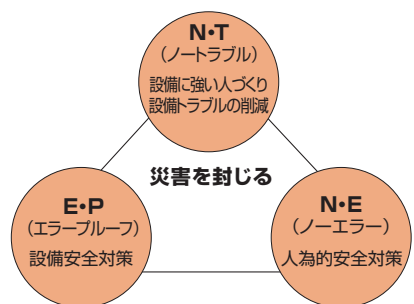 N•T
(ノートラブル)
設備に強い人づくり
設備トラブルの削減
災害を封じる
E•P
(エラープルーフ)
設備安全対策
N•E
(ノーエラー)
人為的安全対策